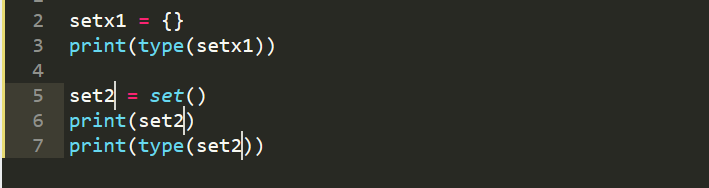 2 setx1 = {}
3 print(type(setx1))
4
5 set2 = set()
6 print(set2)
7 print(type(set2))